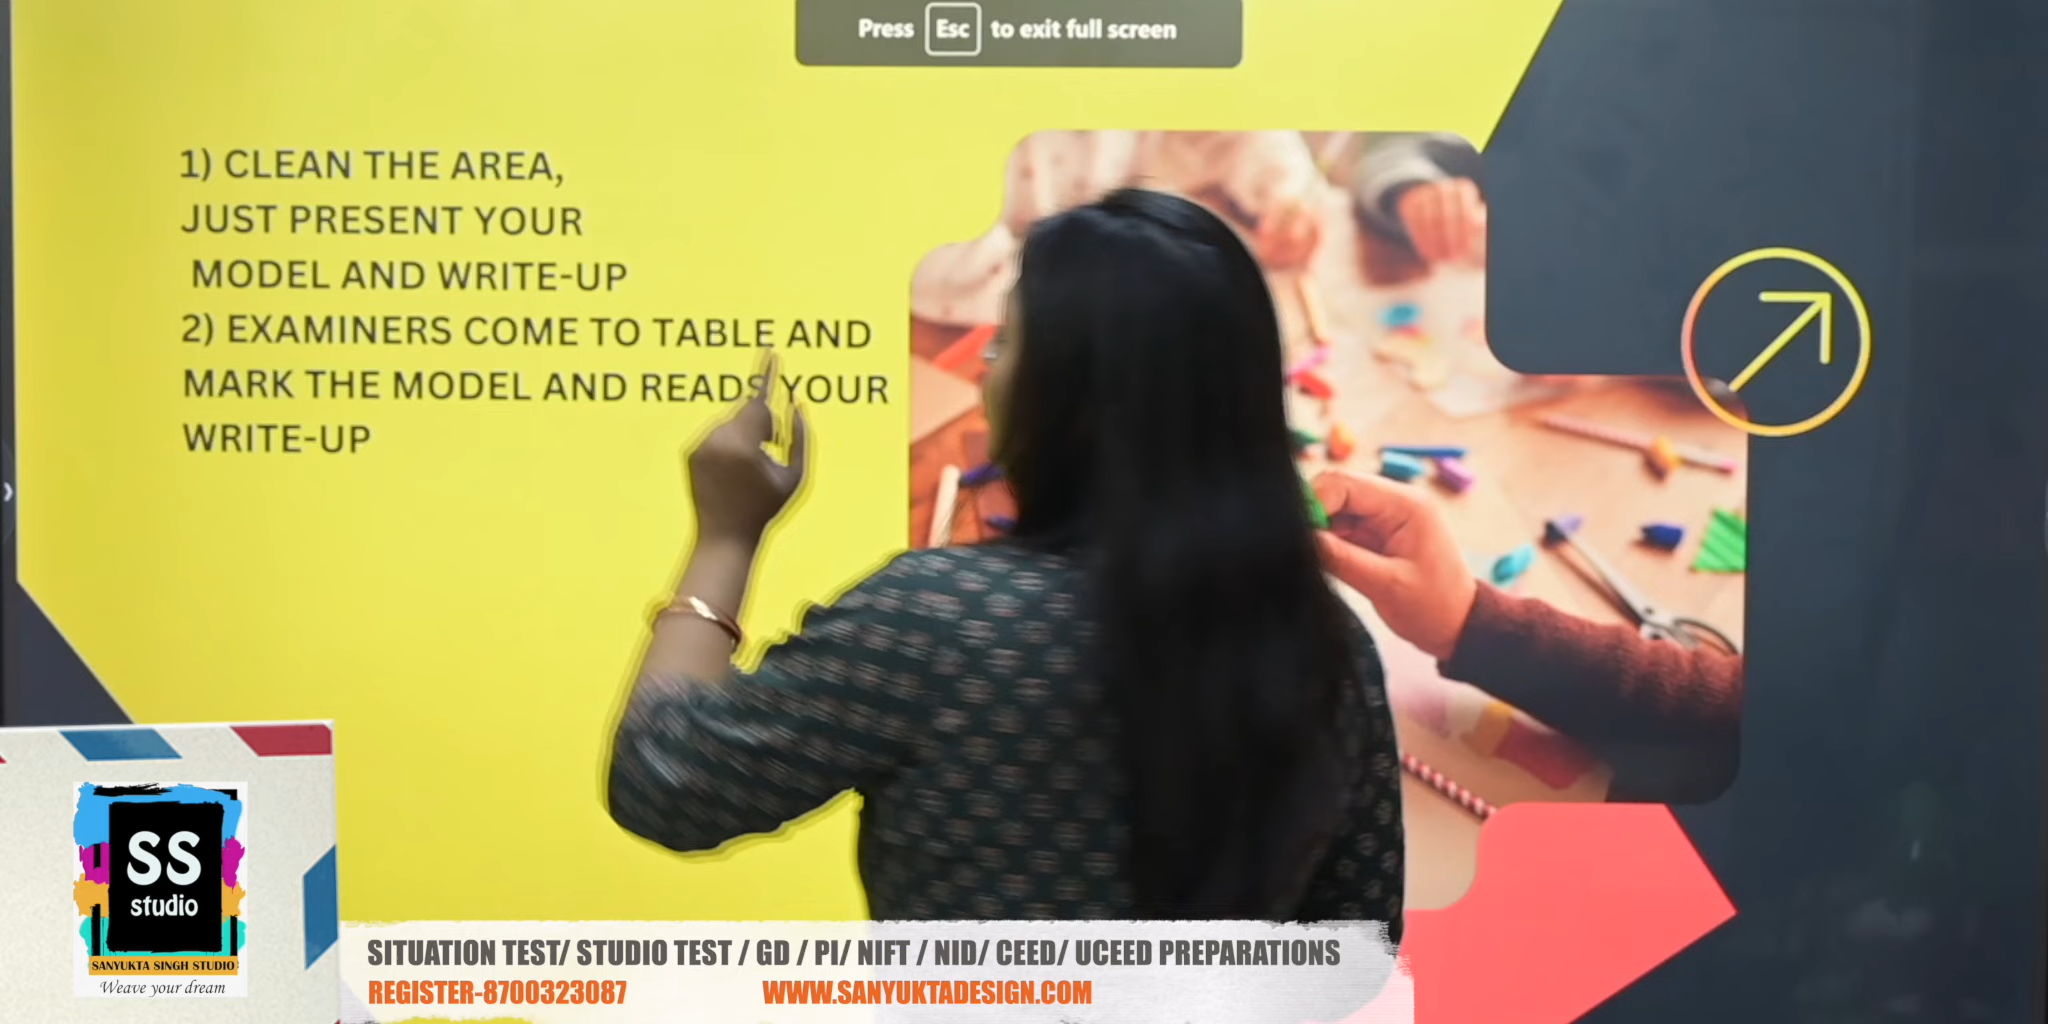 Press Esc to exit full screen
1) CLEAN THE AREA,
JUST PRESENT YOUR
MODEL AND WRITE-UP
2) EXAMINERS COME TO TABLE AND
MARK THE MODEL AND READS YOUR
WRITE-UP
SS
studio
SANYUKTA SINGH STUDIO
Weave your dream
SITUATION TEST/ STUDIO TEST / GD / PI/ NIFT / NID/ CEED/ UCEED PREPARATIONS
REGISTER-8700323087 WWW.SANYUKTADESIGN.COM